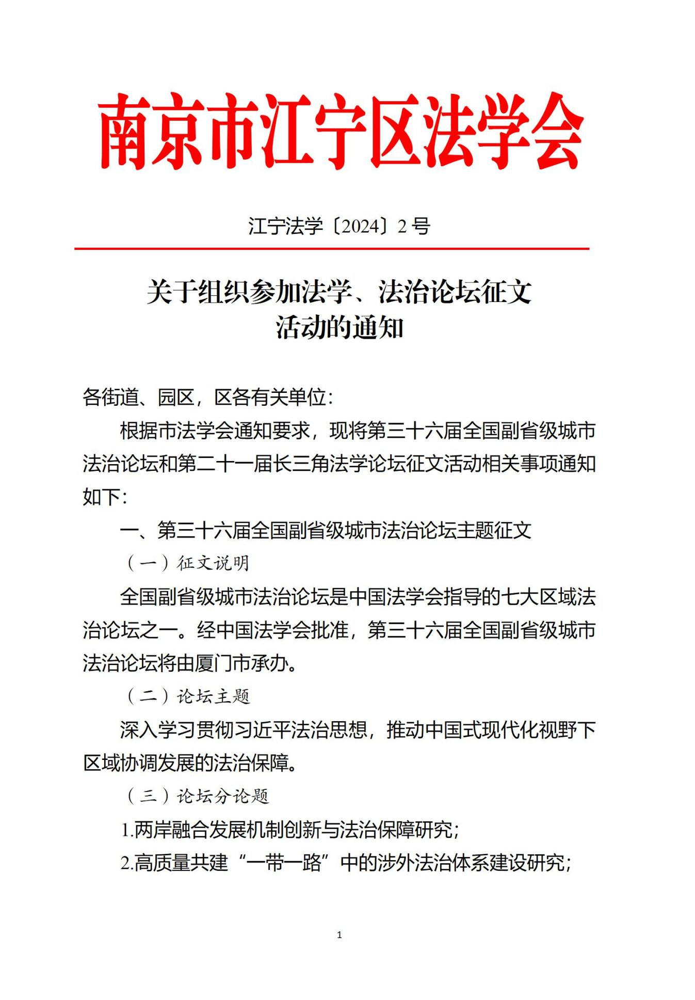 南京市江宁区法学会
江宁法学〔2024〕2 号
关于组织参加法学、法治论坛征文
活动的通知
各街道、园区，区各有关单位：
根据市法学会通知要求，现将第三十六届全国副省级城市
法治论坛和第二十一届长三角法学论坛征文活动相关事项通知
如下：
一、第三十六届全国副省级城市法治论坛主题征文
（一）征文说明
全国副省级城市法治论坛是中国法学会指导的七大区域法
治论坛之一。经中国法学会批准，第三十六届全国副省级城市
法治论坛将由厦门市承办。
（二）论坛主题
深入学习贯彻习近平法治思想，推动中国式现代化视野下
区域协调发展的法治保障。
（三）论坛分论题
1.两岸融合发展机制创新与法治保障研究；
2.高质量共建“一带一路”中的涉外法治体系建设研究；
1